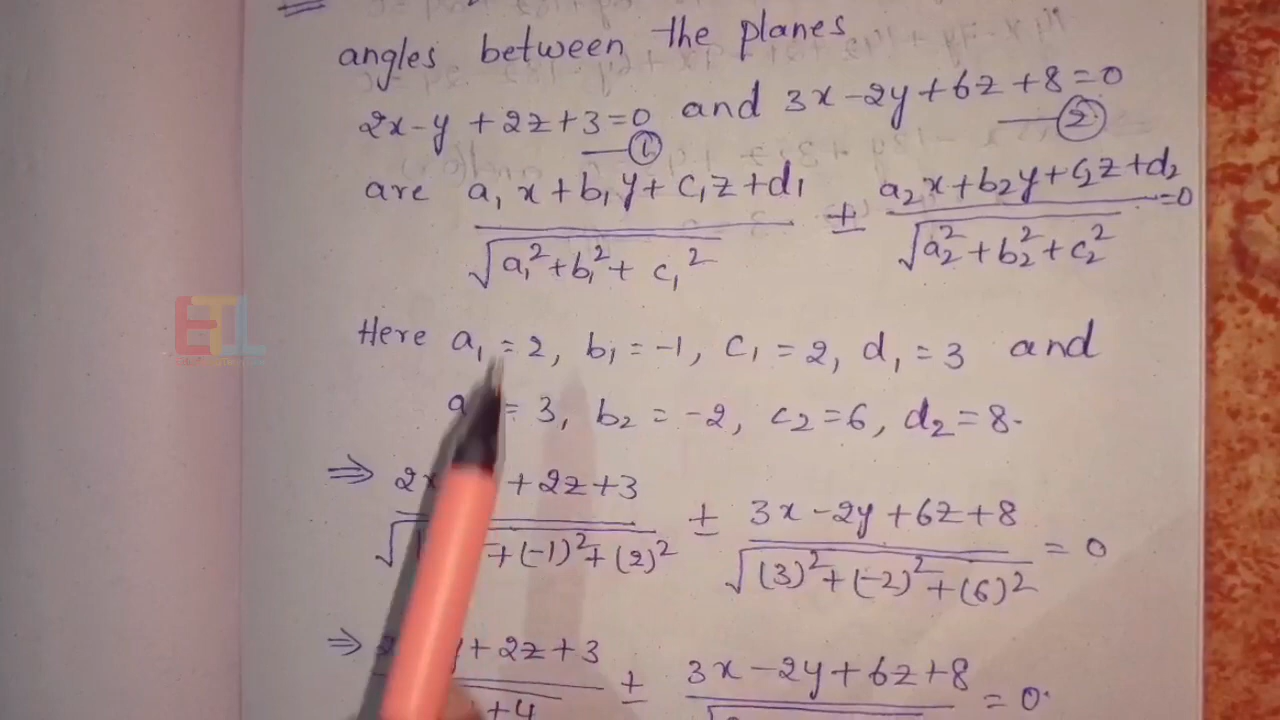 angles between the planes
2x-y +2z+3=0 and 3x-2y+6z+8=0
① ②
are a₁x+b₁y+c₁z+d₁ / √a₁²+b₁²+c₁² ± a₂x+b₂y+c₂z+d₂ / √a₂²+b₂²+c₂² =0
ETL
Here a₁=2, b₁=-1, c₁=2, d₁=3 and
a =3, b₂=-2, c₂=6, d₂=8.
⇒ 2x +2z+3 / √ +(-1)²+(2)² ± 3x-2y+6z+8 / √(3)²+(-2)²+(6)² = 0
⇒ y+2z+3 / +4 ± 3x-2y+6z+8 / √ =0.